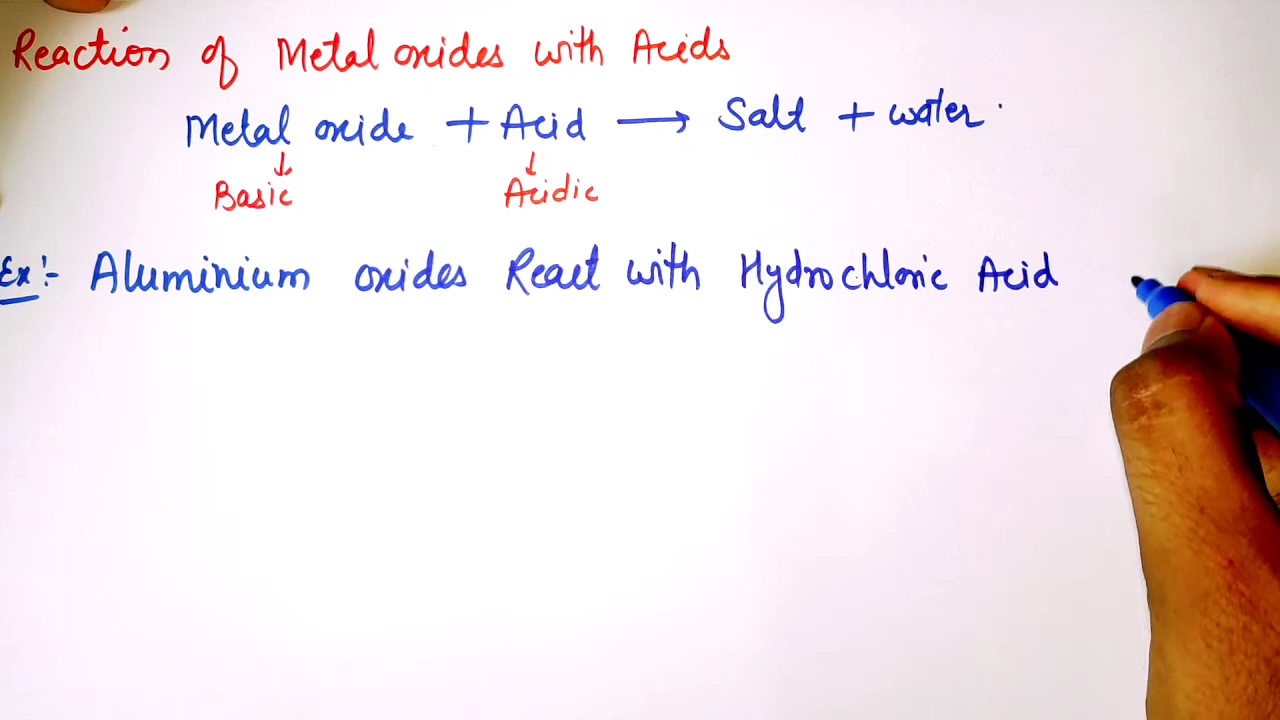 Reaction of Metal oxides with Acids
Metal oxide + Acid → Salt + water.
↓ ↓
Basic Acidic
Ex:- Aluminium oxides React with Hydrochloric Acid